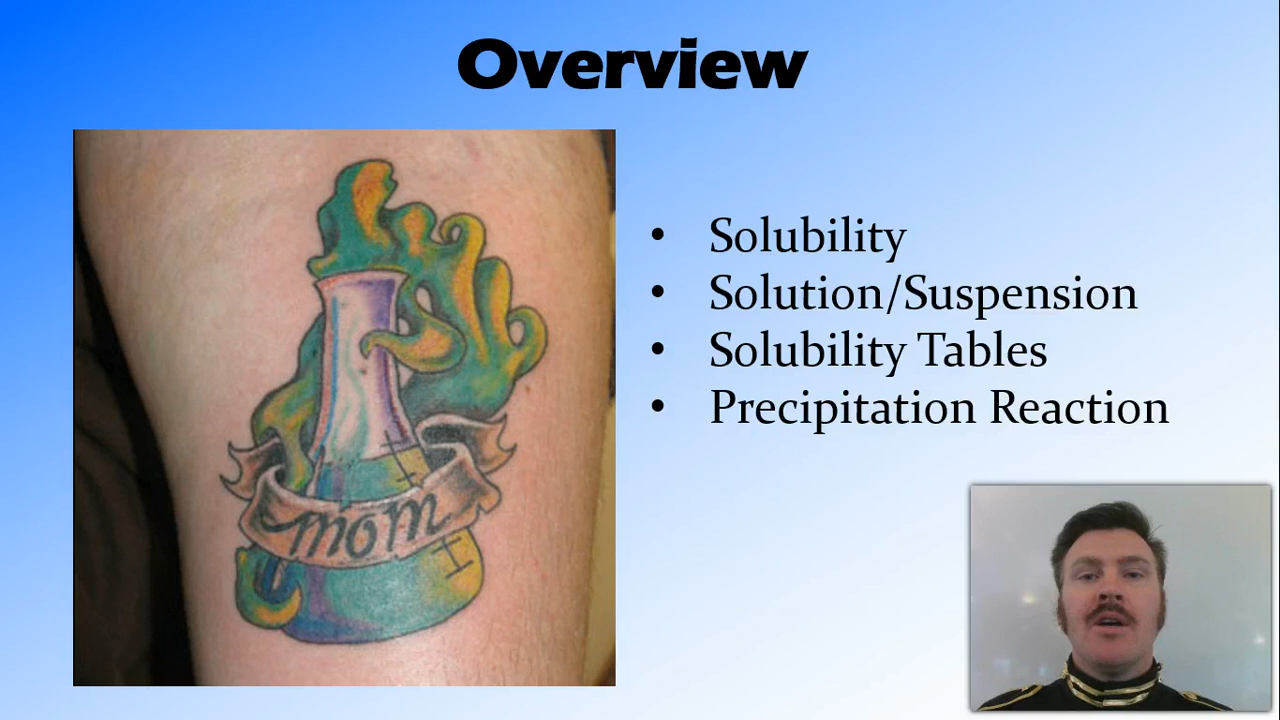 Overview
• Solubility
• Solution/Suspension
• Solubility Tables
• Precipitation Reaction
mom